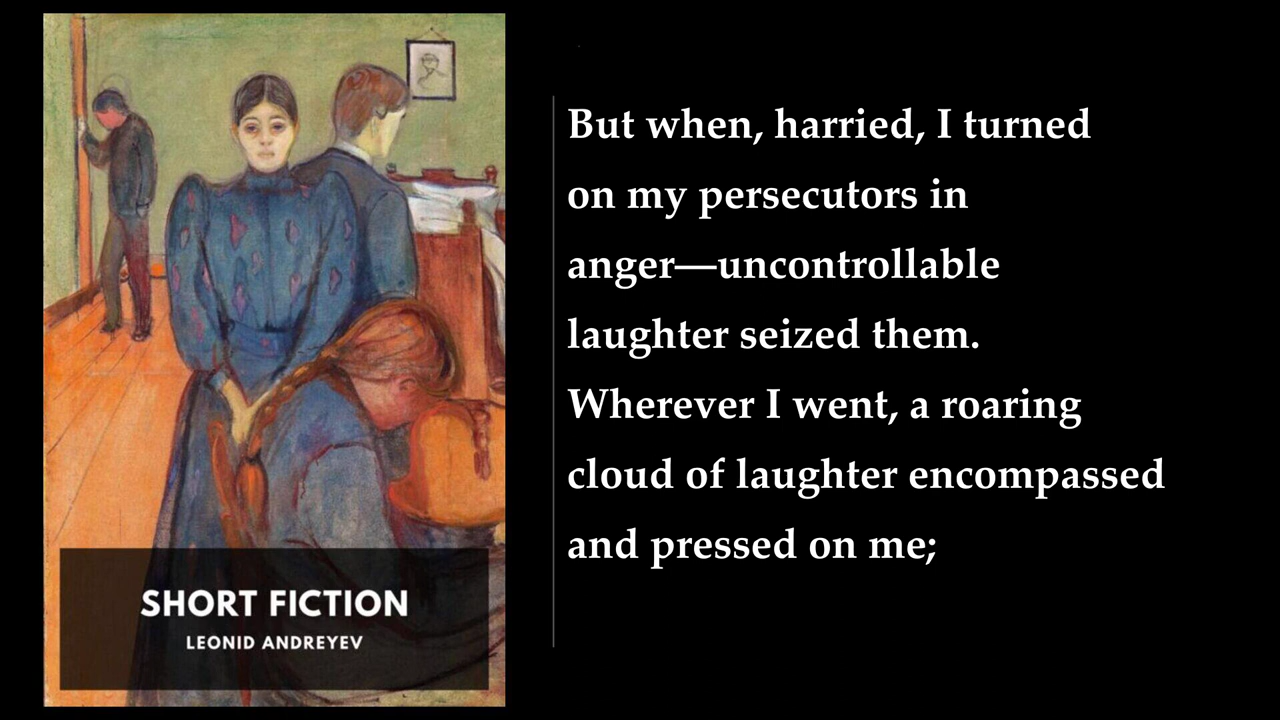 SHORT FICTION
LEONID ANDREYEV
But when, harried, I turned
on my persecutors in
anger—uncontrollable
laughter seized them.
Wherever I went, a roaring
cloud of laughter encompassed
and pressed on me;